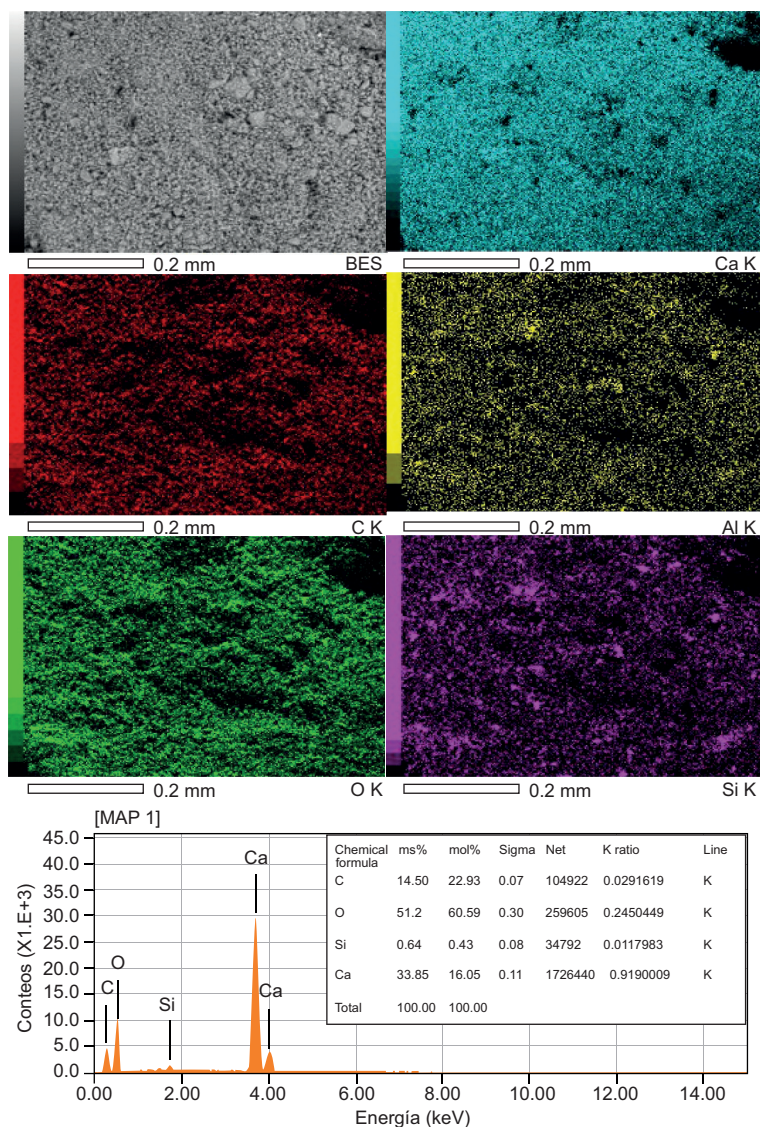 0.2 mm BES
0.2 mm Ca K
0.2 mm C K
0.2 mm Al K
0.2 mm O K
0.2 mm Si K
[MAP 1]
Conteos (X1.E+3)
45.0
40.0
35.0
30.0
25.0
20.0
15.0
10.0
5.0
0.0
C
O
Si
Ca
Ca
Chemical formula ms% mol% Sigma Net K ratio Line
C 14.50 22.93 0.07 104922 0.0291619 K
O 51.2 60.59 0.30 259605 0.2450449 K
Si 0.64 0.43 0.08 34792 0.0117983 K
Ca 33.85 16.05 0.11 1726440 0.9190009 K
Total 100.00 100.00
0.00 2.00 4.00 6.00 8.00 10.00 12.00 14.00
Energía (keV)